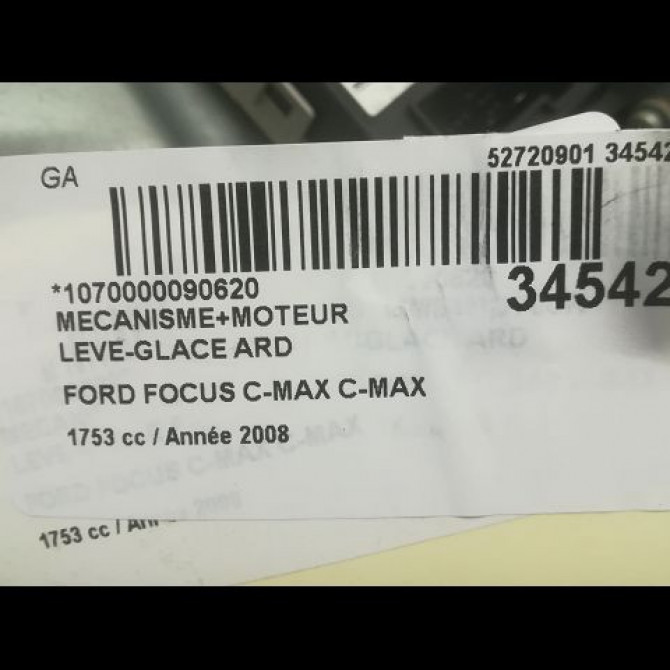 GA
52720901 34542
*1070000090620
34542
MECANISME+MOTEUR
LEVE-GLACE ARD
FORD FOCUS C-MAX C-MAX
1753 cc / Année 2008
1753 cc / An